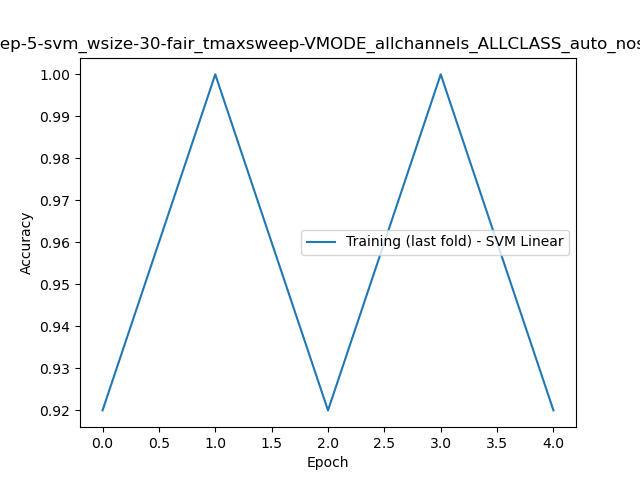 ep-5-svm_wsize-30-fair_tmaxsweep-VMODE_allchannels_ALLCLASS_auto_nos
1.00
0.99
0.98
0.97
0.96
0.95
0.94
0.93
0.92
Accuracy
Training (last fold) - SVM Linear
0.0 0.5 1.0 1.5 2.0 2.5 3.0 3.5 4.0
Epoch